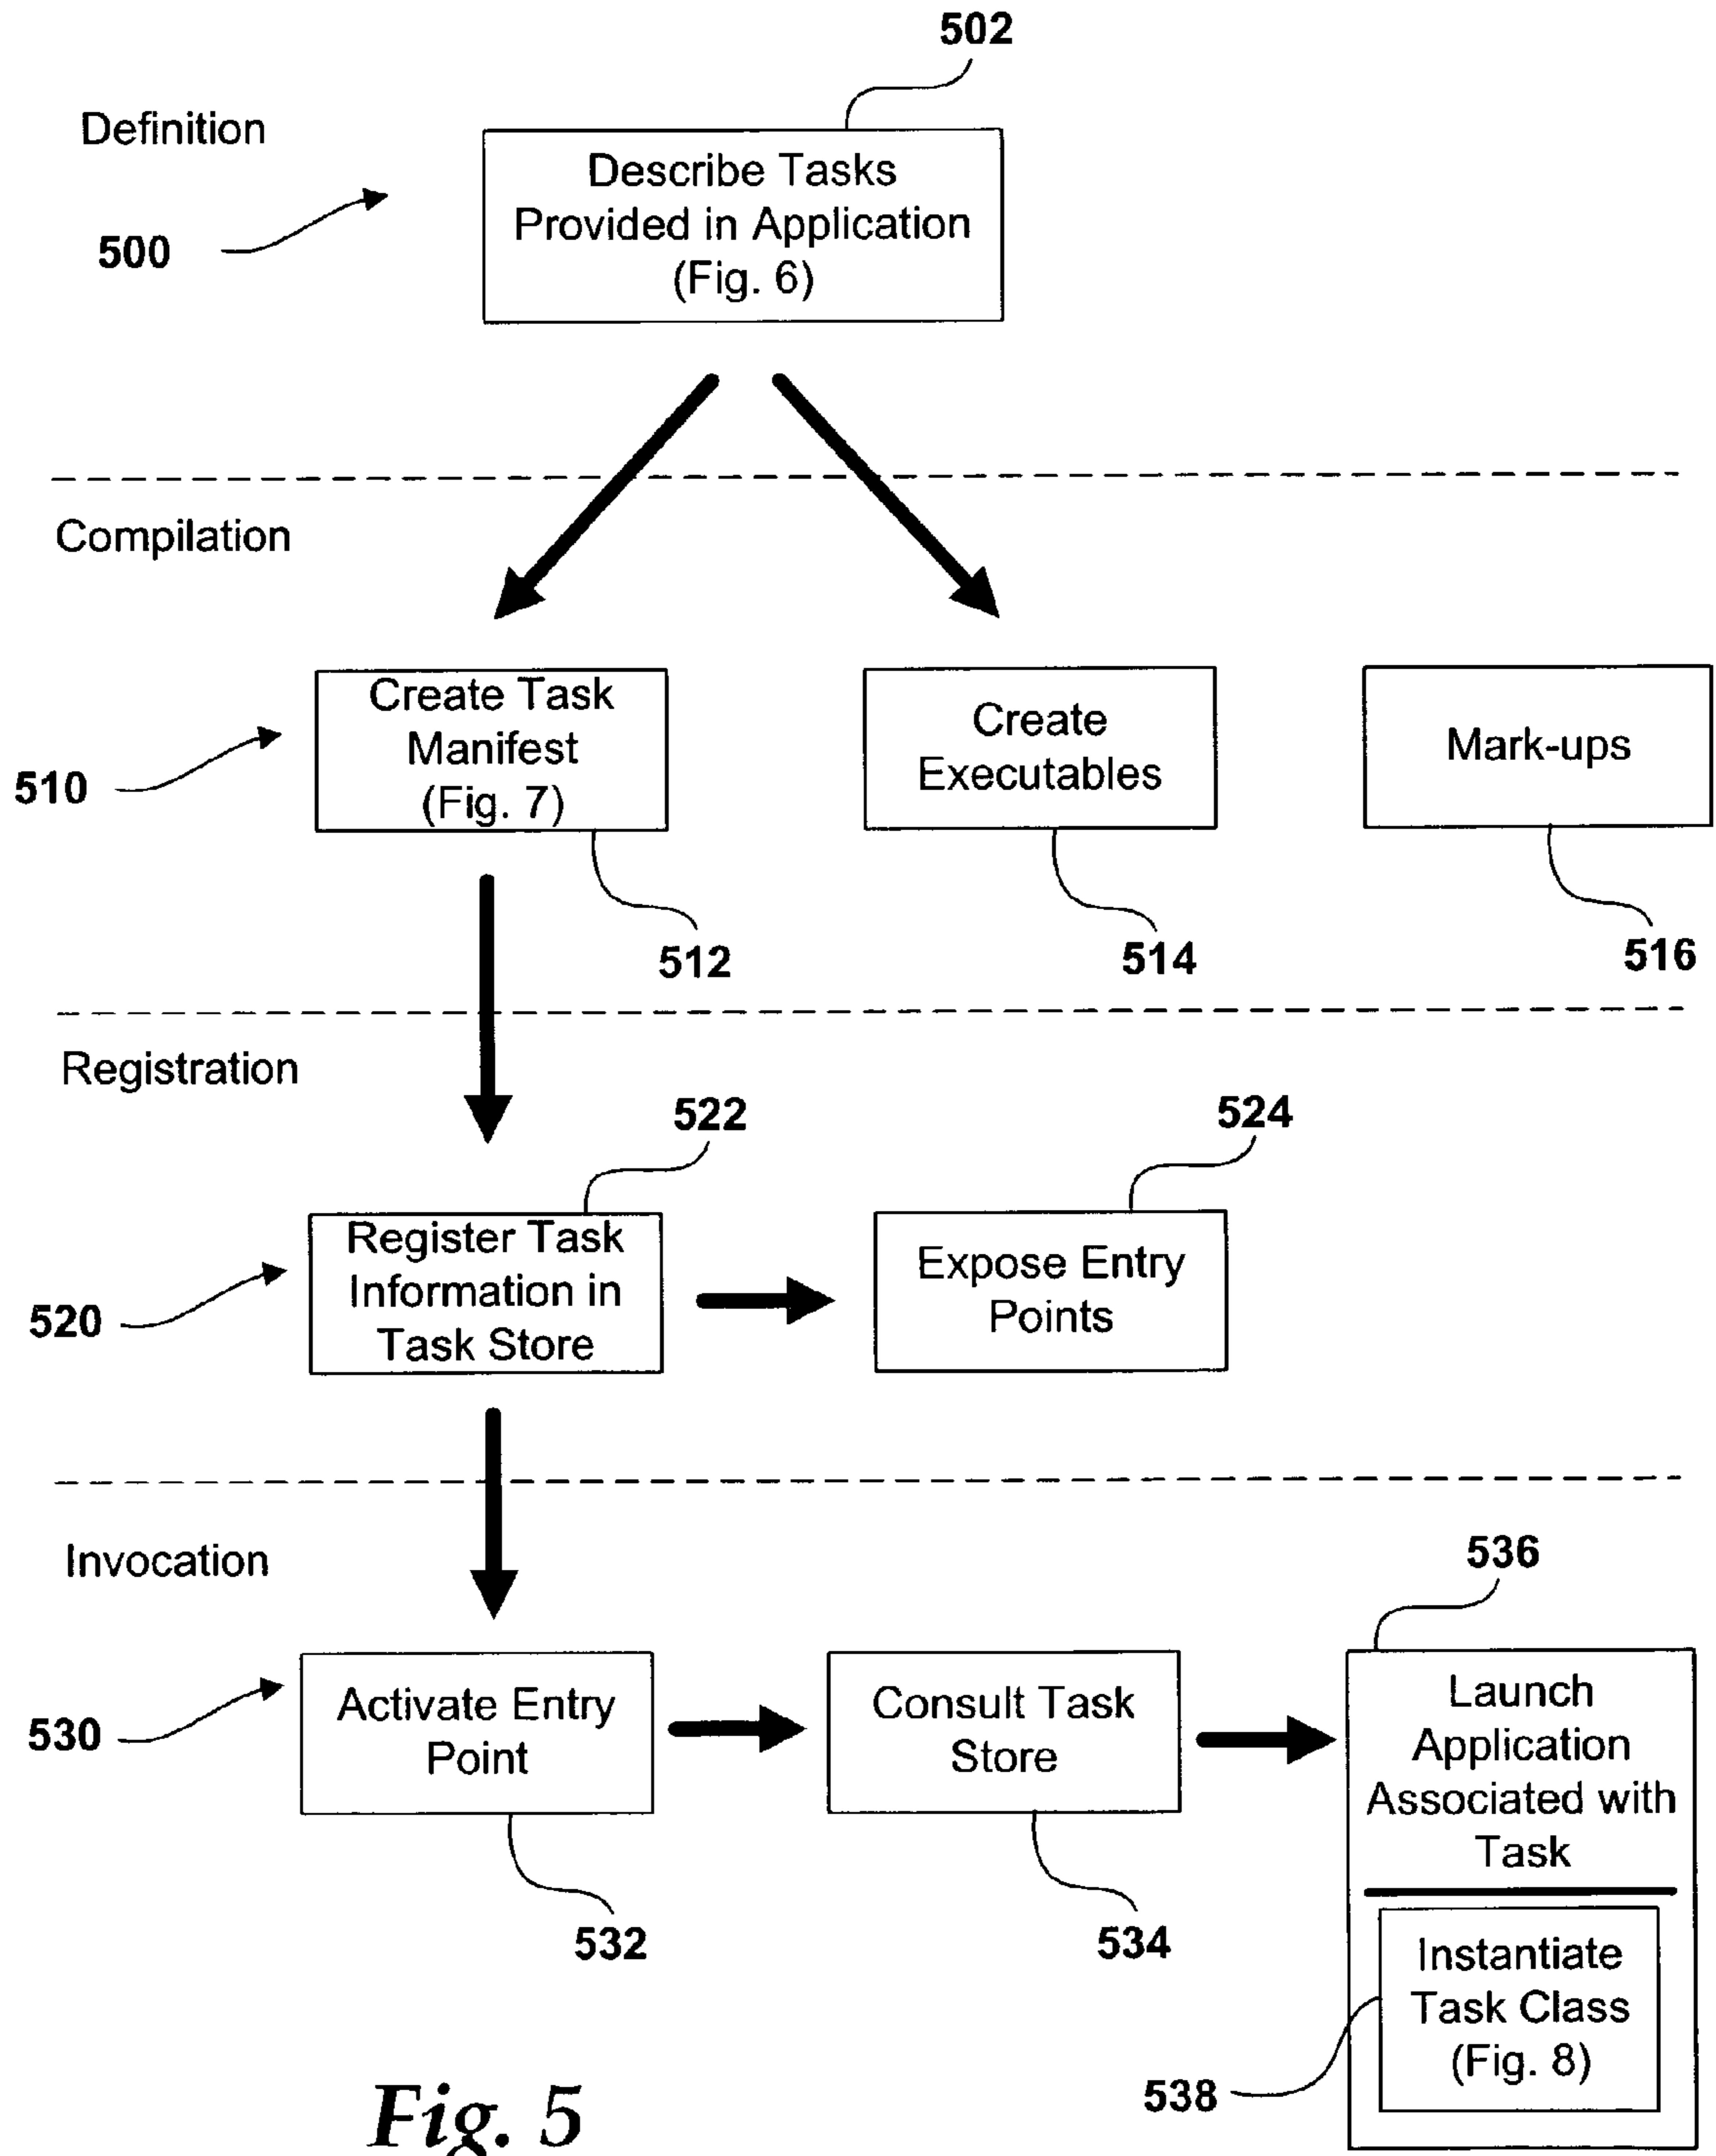 502
Definition
Describe Tasks
Provided in Application
(Fig. 6)
500
Compilation
Create Task
Manifest
(Fig. 7)
Create
Executables
Mark-ups
510
512
514
516
Registration
522
524
Register Task
Information in
Task Store
Expose Entry
Points
520
Invocation
536
Activate Entry
Point
Consult Task
Store
Launch
Application
Associated with
Task
530
532
534
Instantiate
Task Class
(Fig. 8)
538
Fig. 5